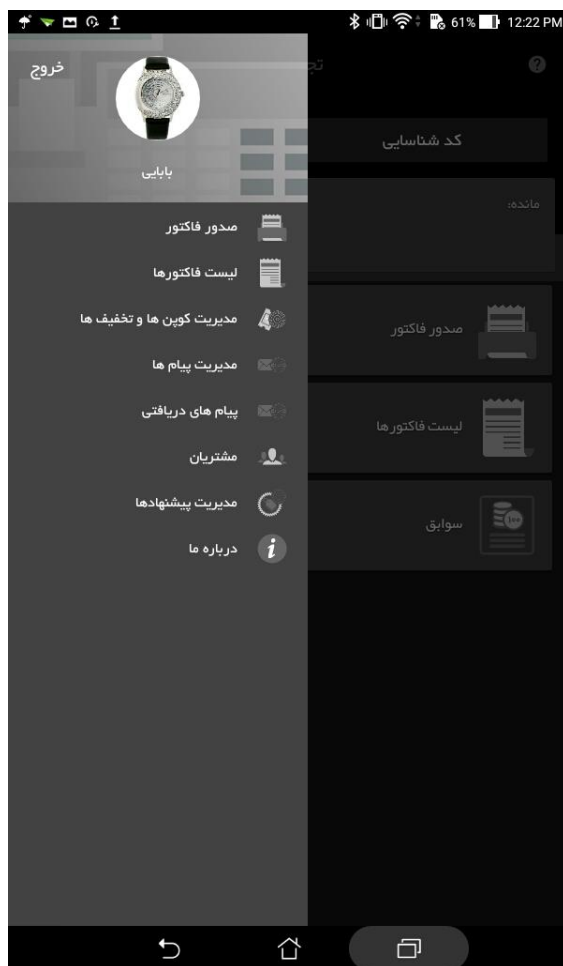 61% 12:22 PM
خروج
تج
کد شناسایی
بابایی
مانده:
صدور فاکتور
لیست فاکتورها
مدیریت کوپن ها و تخفیف ها
مدیریت پیام ها
پیام های دریافتی
مشتریان
مدیریت پیشنهادها
درباره ما
صدور فاکتور
لیست فاکتورها
سوابق